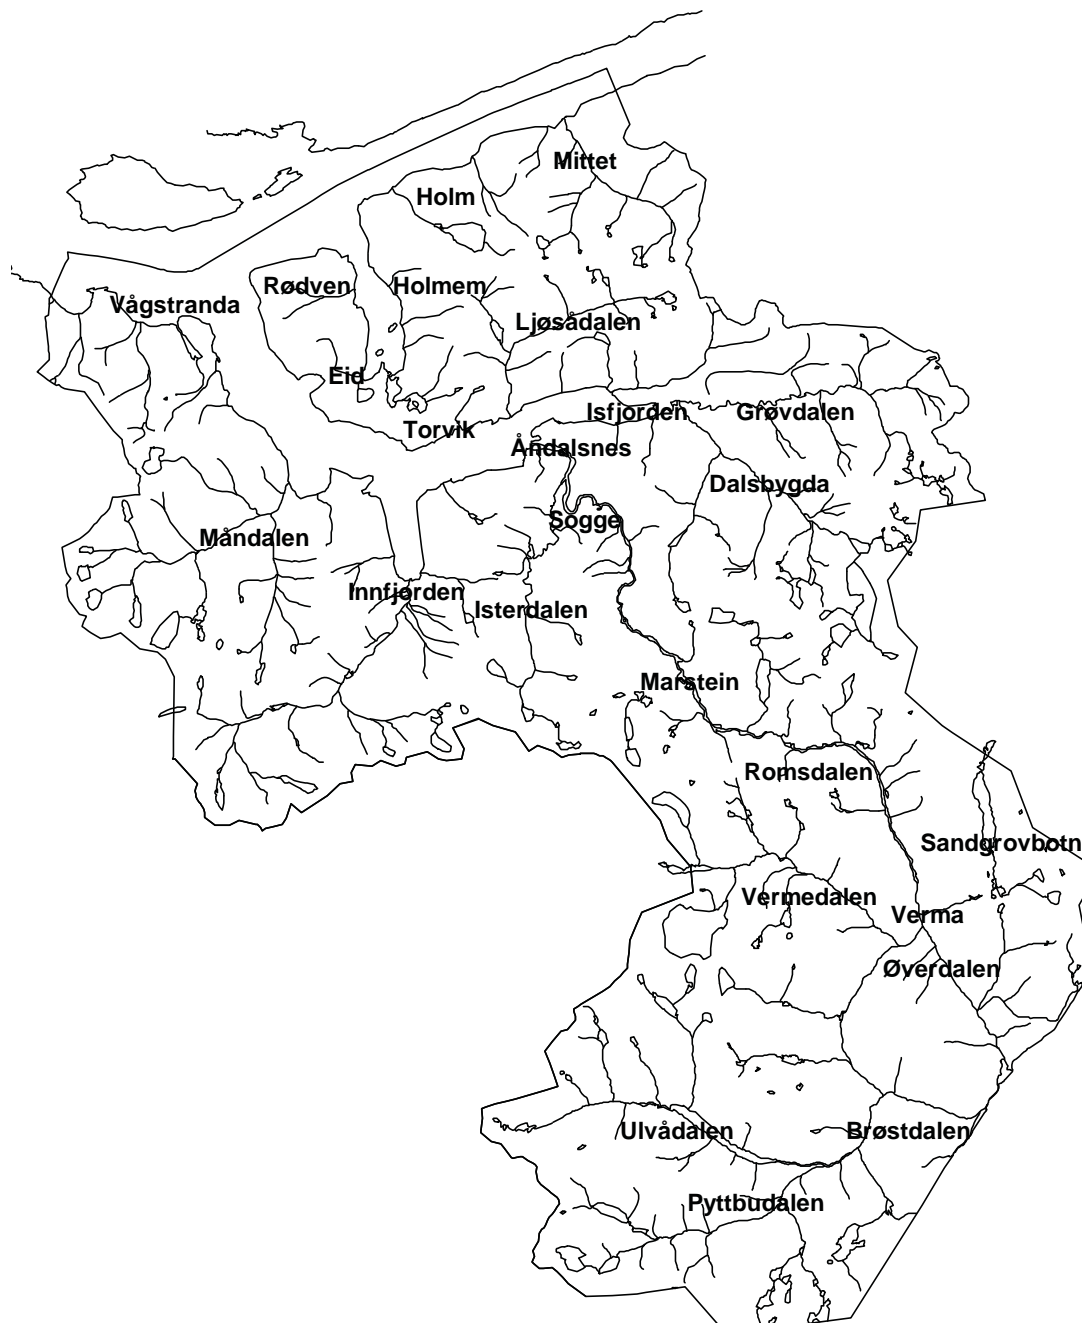 Mittet
Holm
Rødven
Holmem
Vågstranda
Ljøsådalen
Eid
Isfjorden
Grøvdalen
Torvik
Åndalsnes
Dalsbygda
Sogge
Måndalen
Innfjorden
Isterdalen
Marstein
Romsdalen
Sandgrovbotn
Vermedalen
Verma
Øverdalen
Ulvådalen
Brøstdalen
Pyttbudalen